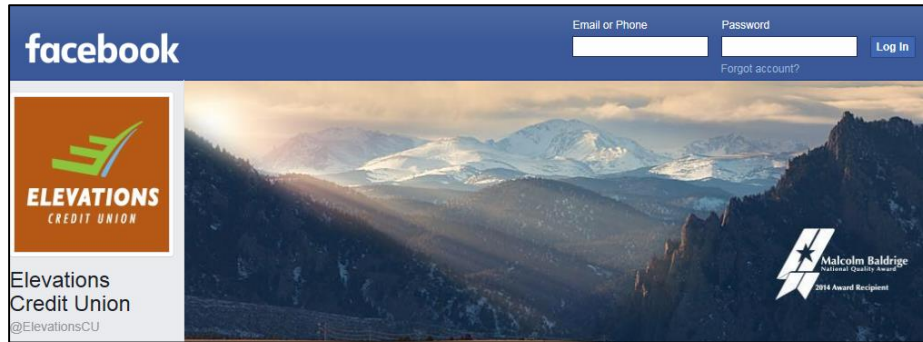 facebook
Email or Phone
Password
Log In
Forgot account?
ELEVATIONS
CREDIT UNION
Elevations
Credit Union
@ElevationsCU
Malcolm Baldrige
National Quality Award
2014 Award Recipient